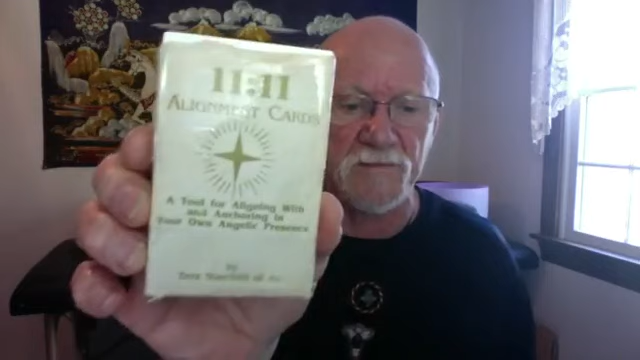 11:11
ALIGNMENT CARDS
A Tool for Aligning With
and Anchoring in
Your Own Angelic Presence
by